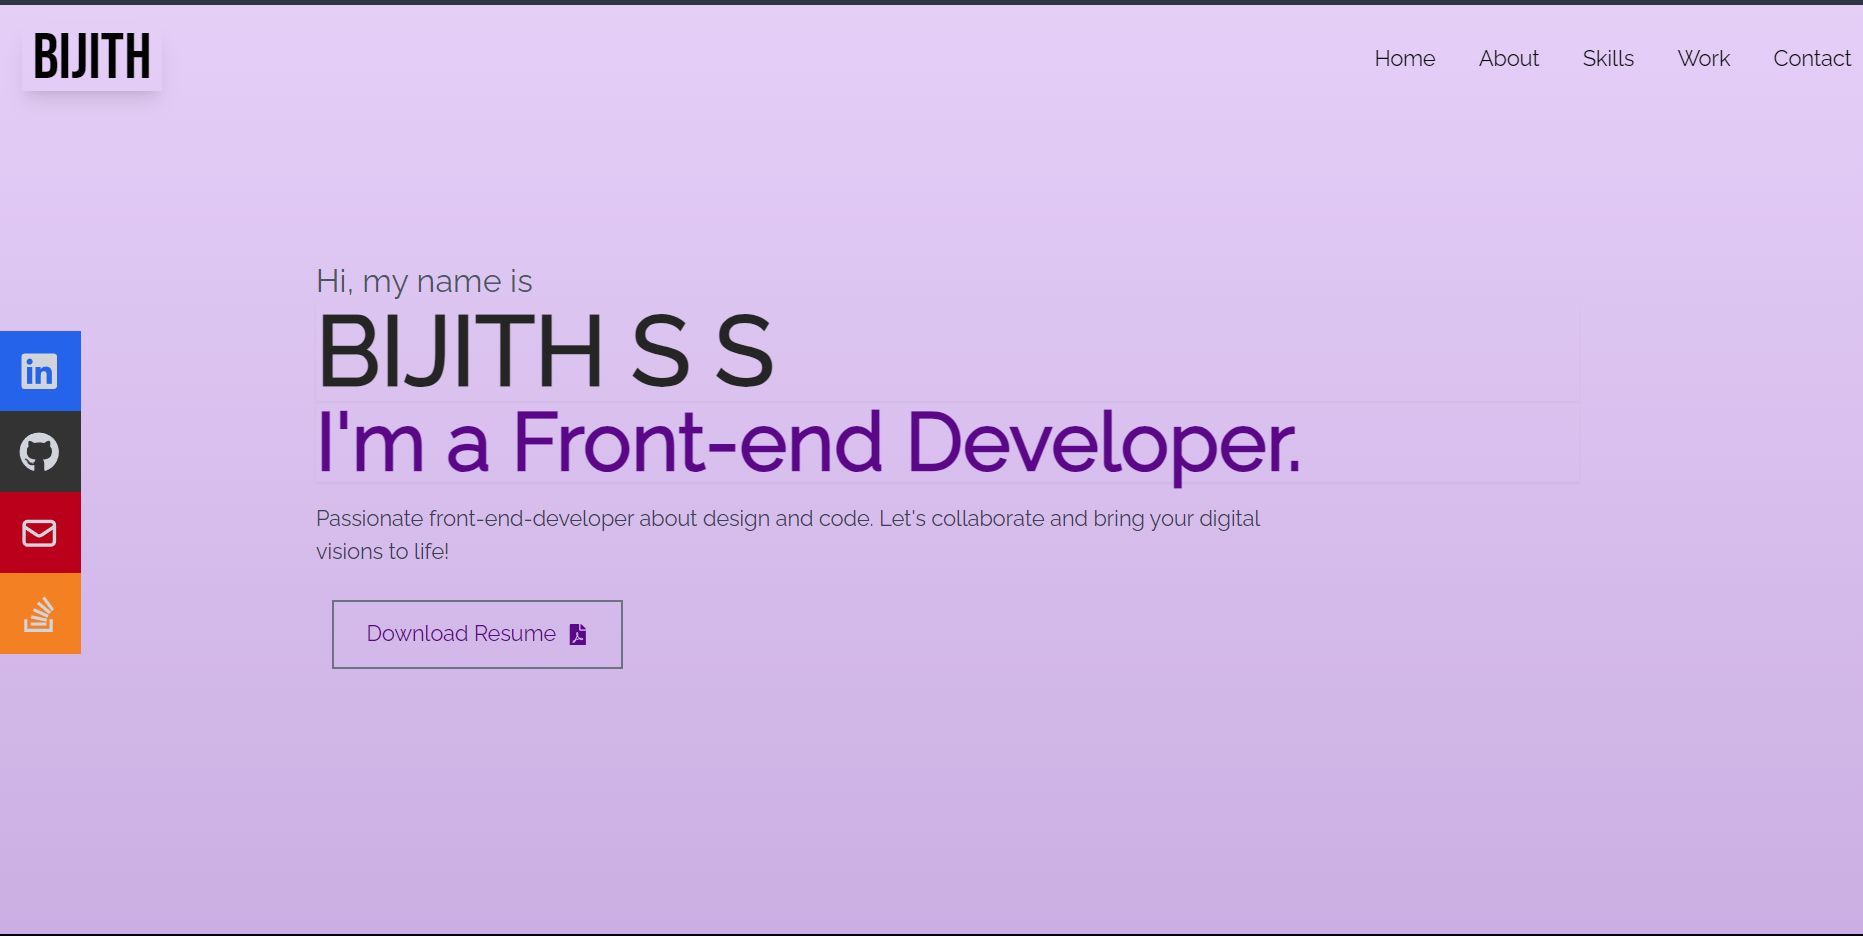 BIJITH
Home About Skills Work Contact
Hi, my name is
BIJITH S S
I'm a Front-end Developer.
Passionate front-end-developer about design and code. Let's collaborate and bring your digital
visions to life!
in
Download Resume